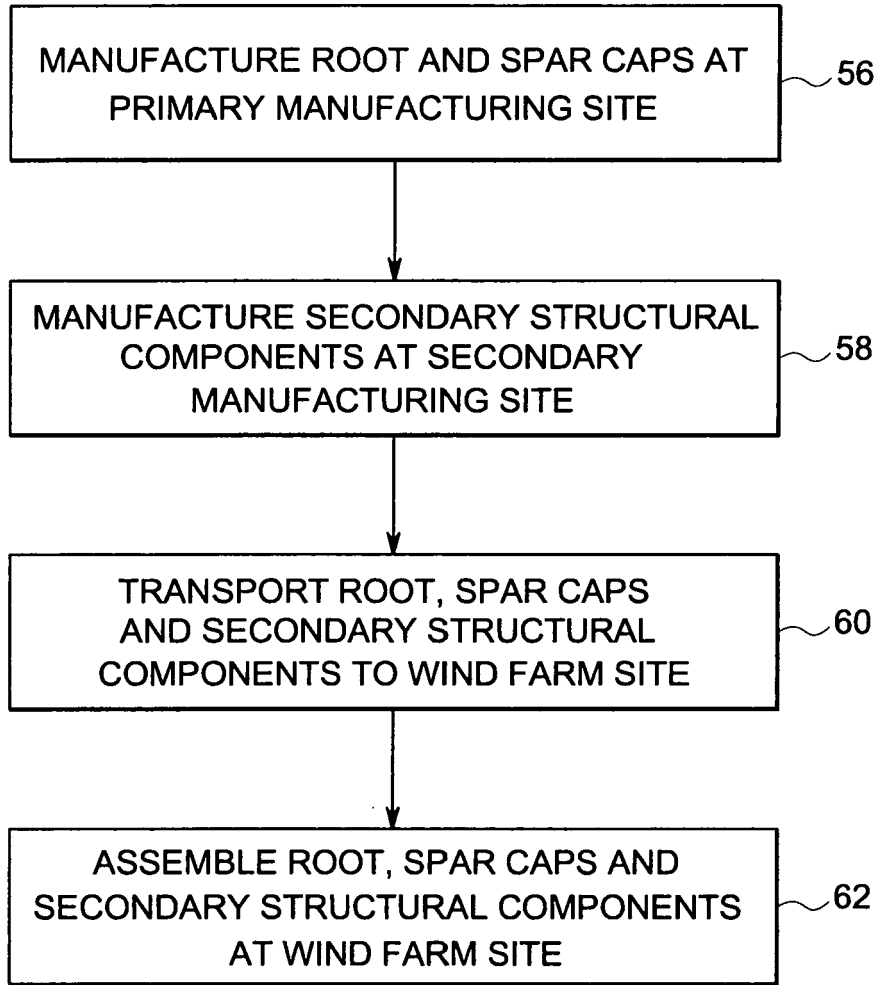 MANUFACTURE ROOT AND SPAR CAPS AT
PRIMARY MANUFACTURING SITE
56
MANUFACTURE SECONDARY STRUCTURAL
COMPONENTS AT SECONDARY
MANUFACTURING SITE
58
TRANSPORT ROOT, SPAR CAPS
AND SECONDARY STRUCTURAL
COMPONENTS TO WIND FARM SITE
60
ASSEMBLE ROOT, SPAR CAPS AND
SECONDARY STRUCTURAL COMPONENTS
AT WIND FARM SITE
62